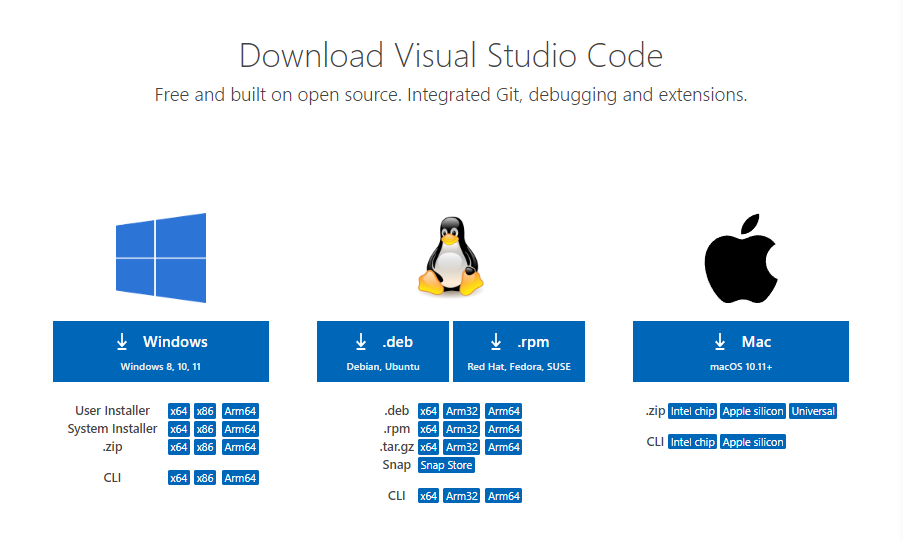 Download Visual Studio Code
Free and built on open source. Integrated Git, debugging and extensions.
Windows
Windows 8, 10, 11
User Installer x64 x86 Arm64
System Installer x64 x86 Arm64
.zip x64 x86 Arm64
CLI x64 x86 Arm64
.deb
Debian, Ubuntu
.rpm
Red Hat, Fedora, SUSE
.deb x64 Arm32 Arm64
.rpm x64 Arm32 Arm64
.tar.gz x64 Arm32 Arm64
Snap Snap Store
CLI x64 Arm32 Arm64
Mac
macOS 10.11+
.zip Intel chip Apple silicon Universal
CLI Intel chip Apple silicon